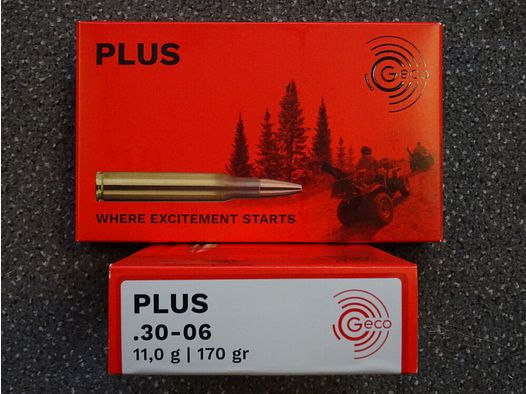 PLUS
Geco
WHERE EXCITEMENT STARTS
PLUS
Geco
.30-06
11,0 g | 170 gr